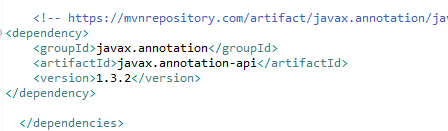 <!-- https://mvnrepository.com/artifact/javax.annotation/jav
<dependency>
<groupId>javax.annotation</groupId>
<artifactId>javax.annotation-api</artifactId>
<version>1.3.2</version>
</dependency>
</dependencies>